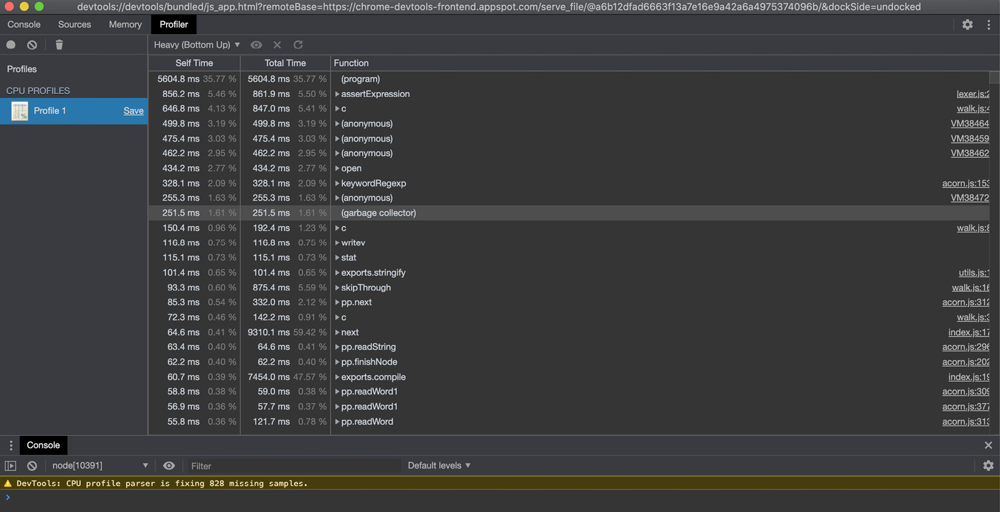 devtools://devtools/bundled/js_app.html?remoteBase=https://chrome-devtools-frontend.appspot.com/serve_file/@a6b12dfad6663f13a7e16e9a42a6a4975374096b/&dockSide=undocked
Console Sources Memory Profiler
Heavy (Bottom Up) ▼
Profiles
CPU PROFILES
Profile 1 Save
Self Time Total Time Function
5604.8 ms 35.77 % 5604.8 ms 35.77 % (program)
856.2 ms 5.46 % 861.9 ms 5.50 % assertExpression lexer.js:2
646.8 ms 4.13 % 847.0 ms 5.41 % c walk.js:4
499.8 ms 3.19 % 499.8 ms 3.19 % (anonymous) VM38464
475.4 ms 3.03 % 475.4 ms 3.03 % (anonymous) VM38459
462.2 ms 2.95 % 462.2 ms 2.95 % (anonymous) VM38462
434.2 ms 2.77 % 434.2 ms 2.77 % open
328.1 ms 2.09 % 328.1 ms 2.09 % keywordRegexp acorn.js:153
255.3 ms 1.63 % 255.3 ms 1.63 % (anonymous) VM38472
251.5 ms 1.61 % 251.5 ms 1.61 % (garbage collector)
150.4 ms 0.96 % 192.4 ms 1.23 % c walk.js:8
116.8 ms 0.75 % 116.8 ms 0.75 % writev
115.1 ms 0.73 % 115.1 ms 0.73 % stat
101.4 ms 0.65 % 101.4 ms 0.65 % exports.stringify utils.js:1
93.3 ms 0.60 % 875.4 ms 5.59 % skipThrough walk.js:16
85.3 ms 0.54 % 332.0 ms 2.12 % pp.next acorn.js:312
72.3 ms 0.46 % 142.2 ms 0.91 % c walk.js:3
64.6 ms 0.41 % 9310.1 ms 59.42 % next index.js:17
63.4 ms 0.40 % 64.6 ms 0.41 % pp.readString acorn.js:296
62.2 ms 0.40 % 62.2 ms 0.40 % pp.finishNode acorn.js:202
60.7 ms 0.39 % 7454.0 ms 47.57 % exports.compile index.js:19
58.8 ms 0.38 % 59.0 ms 0.38 % pp.readWord1 acorn.js:309
56.9 ms 0.36 % 57.7 ms 0.37 % pp.readWord1 acorn.js:377
55.8 ms 0.36 % 121.7 ms 0.78 % pp.readWord acorn.js:313
Console
node[10391] ▼ Filter Default levels ▼
DevTools: CPU profile parser is fixing 828 missing samples.